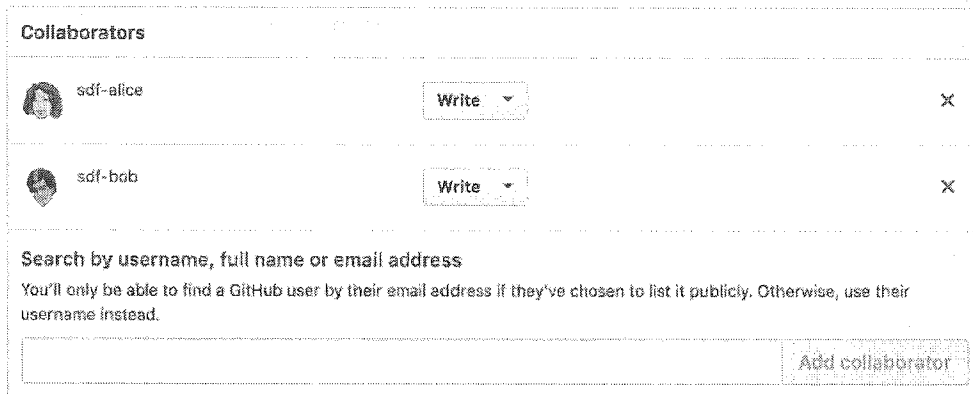 Collaborators
sdf-alice
Write
sdf-bob
Write
Search by username, full name or email address
You'll only be able to find a GitHub user by their email address if they've chosen to list it publicly. Otherwise, use their
username instead.
Add collaborator